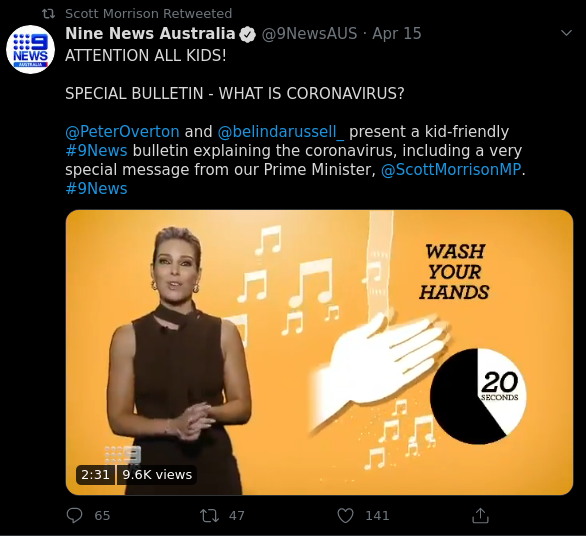 Scott Morrison Retweeted
Nine News Australia @9NewsAUS · Apr 15
9
NEWS
AUSTRALIA
ATTENTION ALL KIDS!
SPECIAL BULLETIN - WHAT IS CORONAVIRUS?
@PeterOverton and @belindarussell_ present a kid-friendly
#9News bulletin explaining the coronavirus, including a very
special message from our Prime Minister, @ScottMorrisonMP.
#9News
WASH
YOUR
HANDS
20
SECONDS
9
2:31 9.6K views
65 47 141